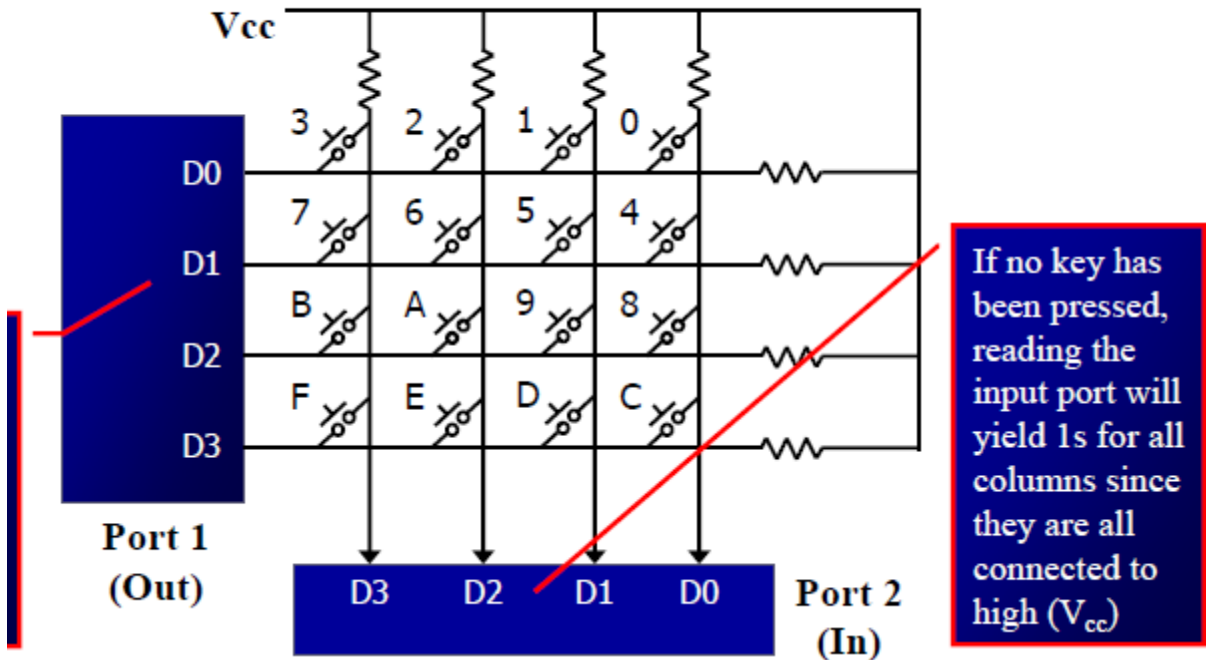 Vcc
3 2 1 0
D0
7 6 5 4
D1
B A 9 8
D2
F E D C
D3
Port 1
(Out)
D3 D2 D1 D0
Port 2
(In)
If no key has
been pressed,
reading the
input port will
yield 1s for all
columns since
they are all
connected to
high (Vcc)